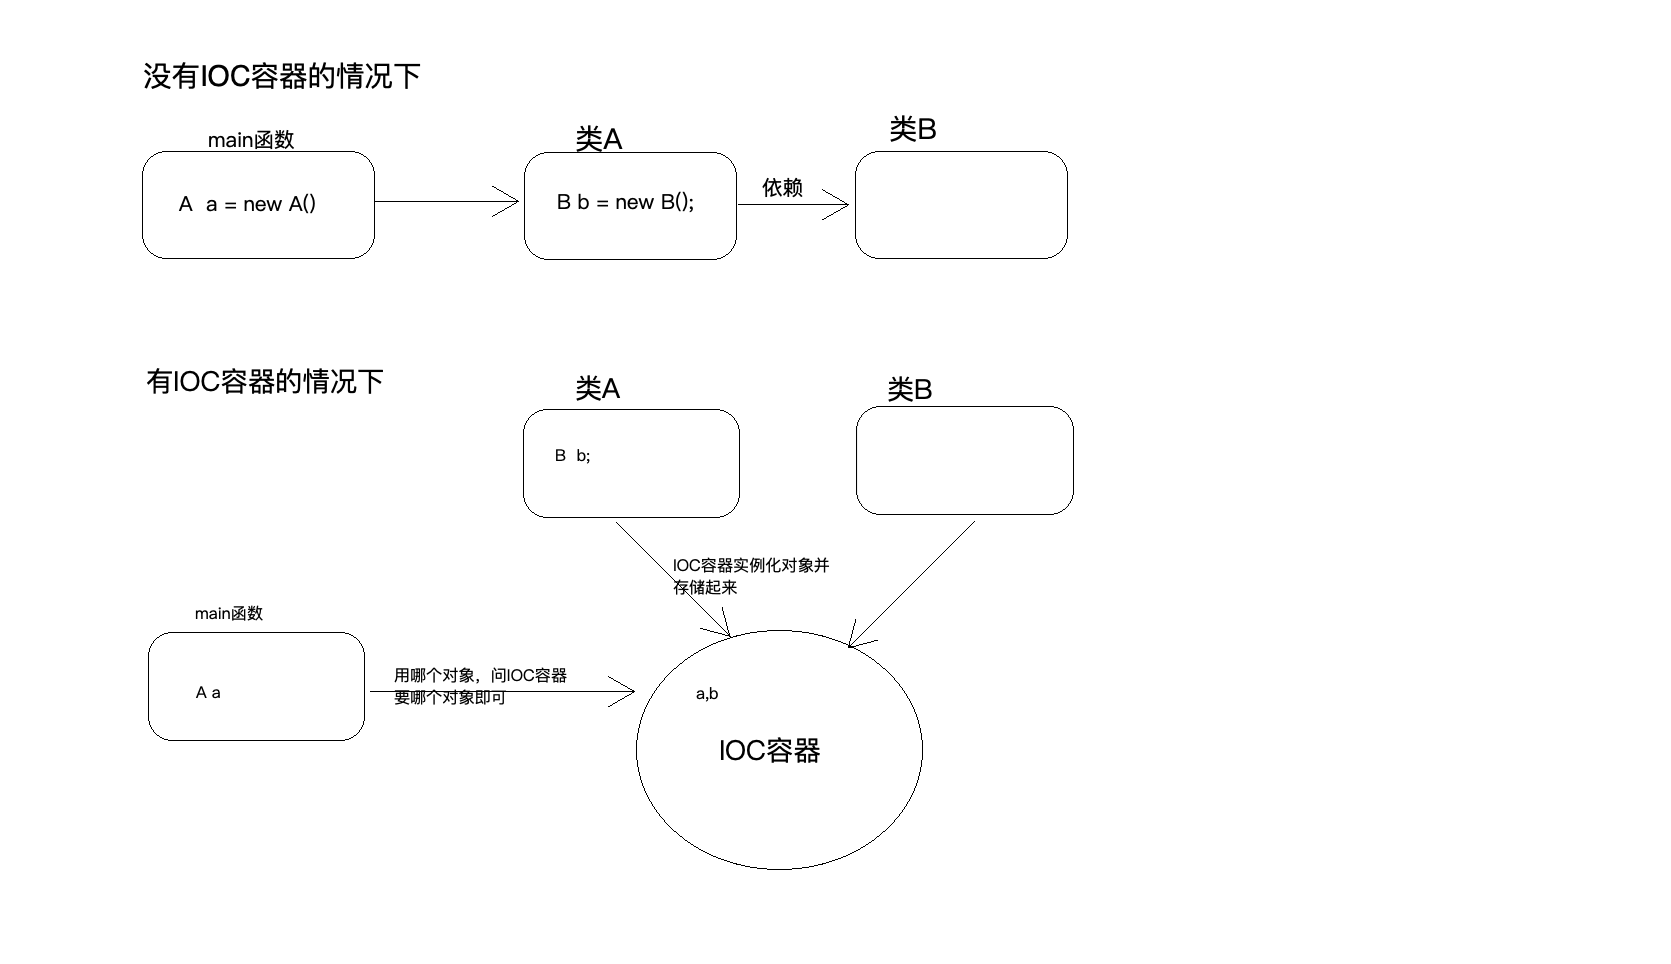 没有IOC容器的情况下
main函数
类A
类B
A a = new A()
B b = new B();
依赖
有IOC容器的情况下
类A
类B
B b;
IOC容器实例化对象并
存储起来
main函数
A a
用哪个对象，问IOC容器
要哪个对象即可
a,b
IOC容器